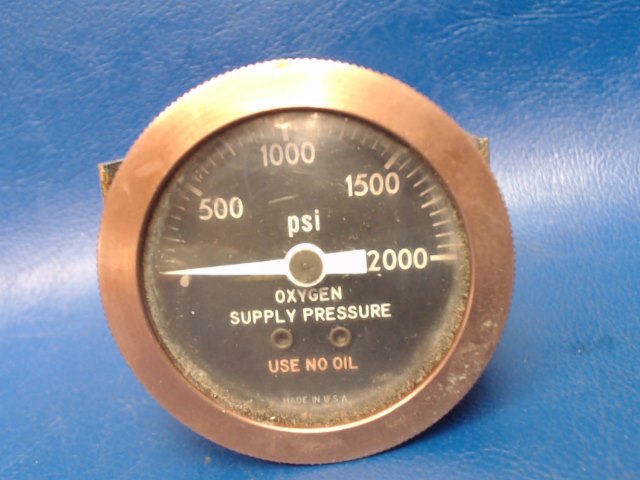 1000
500
1500
psi
2000
OXYGEN
SUPPLY PRESSURE
USE NO OIL
MADE IN U.S.A.